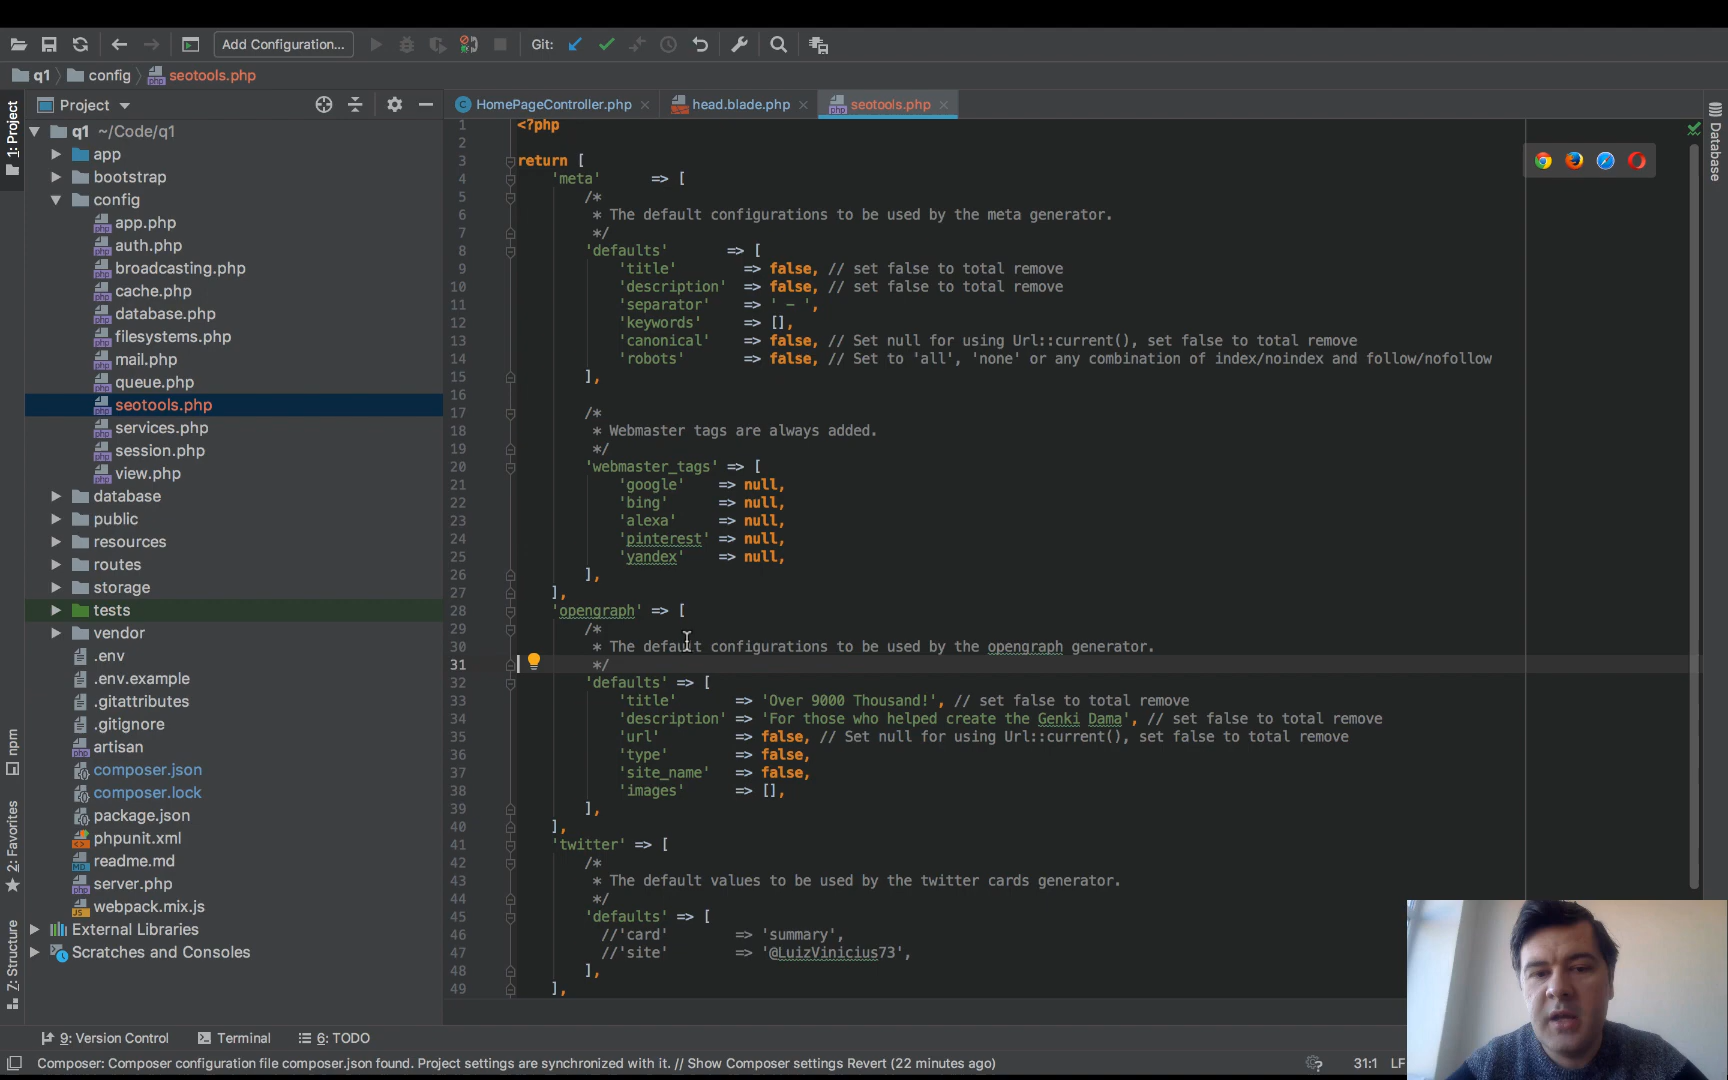 Add Configuration...
Git:
q1
config
seotools.php
1: Project
Project
HomePageController.php
head.blade.php
seotools.php
Database
q1 ~/Code/q1
app
bootstrap
config
app.php
auth.php
broadcasting.php
cache.php
database.php
filesystems.php
mail.php
queue.php
seotools.php
services.php
session.php
view.php
database
public
resources
routes
storage
tests
vendor
.env
.env.example
.gitattributes
.gitignore
artisan
composer.json
composer.lock
package.json
phpunit.xml
readme.md
server.php
webpack.mix.js
External Libraries
Scratches and Consoles
npm
2: Favorites
7: Structure
1 <?php
2
3 return [
4 'meta' => [
5 /*
6 * The default configurations to be used by the meta generator.
7 */
8 'defaults' => [
9 'title' => false, // set false to total remove
10 'description' => false, // set false to total remove
11 'separator' => ' - ',
12 'keywords' => [],
13 'canonical' => false, // Set null for using Url::current(), set false to total remove
14 'robots' => false, // Set to 'all', 'none' or any combination of index/noindex and follow/nofollow
15 ],
16
17 /*
18 * Webmaster tags are always added.
19 */
20 'webmaster_tags' => [
21 'google' => null,
22 'bing' => null,
23 'alexa' => null,
24 'pinterest' => null,
25 'yandex' => null,
26 ],
27 ],
28 'opengraph' => [
29 /*
30 * The default configurations to be used by the opengraph generator.
31 */
32 'defaults' => [
33 'title' => 'Over 9000 Thousand!', // set false to total remove
34 'description' => 'For those who helped create the Genki Dama', // set false to total remove
35 'url' => false, // Set null for using Url::current(), set false to total remove
36 'type' => false,
37 'site_name' => false,
38 'images' => [],
39 ],
40 ],
41 'twitter' => [
42 /*
43 * The default values to be used by the twitter cards generator.
44 */
45 'defaults' => [
46 //'card' => 'summary',
47 //'site' => '@LuizVinicius73',
48 ],
49 ],
9: Version Control
Terminal
6: TODO
Composer: Composer configuration file composer.json found. Project settings are synchronized with it. // Show Composer settings Revert (22 minutes ago)
31:1
LF